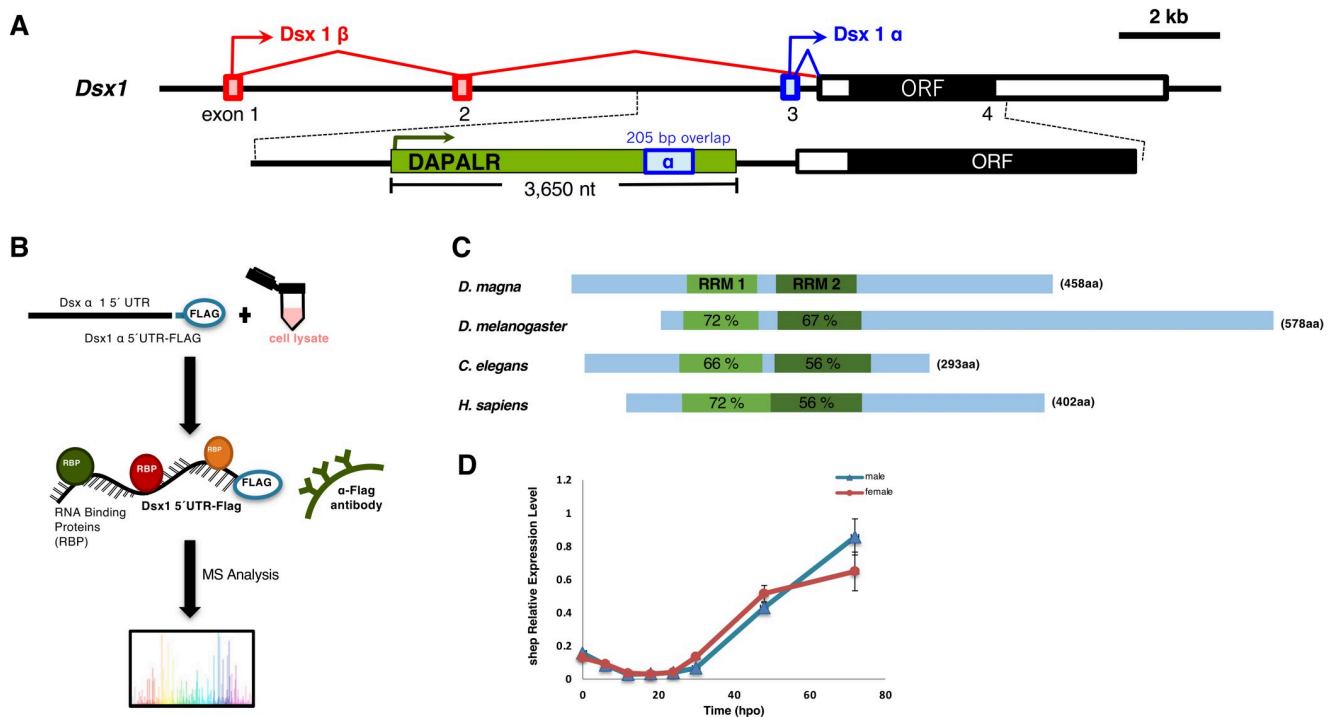 A
Dsx 1 β
Dsx 1 α
2 kb
Dsx1
ORF
exon 1
2
3
4
205 bp overlap
DAPALR
α
ORF
3,650 nt
B
Dsx α 1 5´ UTR
FLAG
+
Dsx1 α 5´UTR-FLAG
cell lysate
RBP
RBP
RBP
FLAG
Dsx1 5´UTR-Flag
α-Flag
antibody
RNA Binding
Proteins
(RBP)
MS Analysis
C
D. magna
RRM 1
RRM 2
(458aa)
D. melanogaster
72 %
67 %
(578aa)
C. elegans
66 %
56 %
(293aa)
H. sapiens
72 %
56 %
(402aa)
D
male
female
shep Relative Expression Level
1.2
1
0.8
0.6
0.4
0.2
0
0
20
40
60
80
Time (hpo)